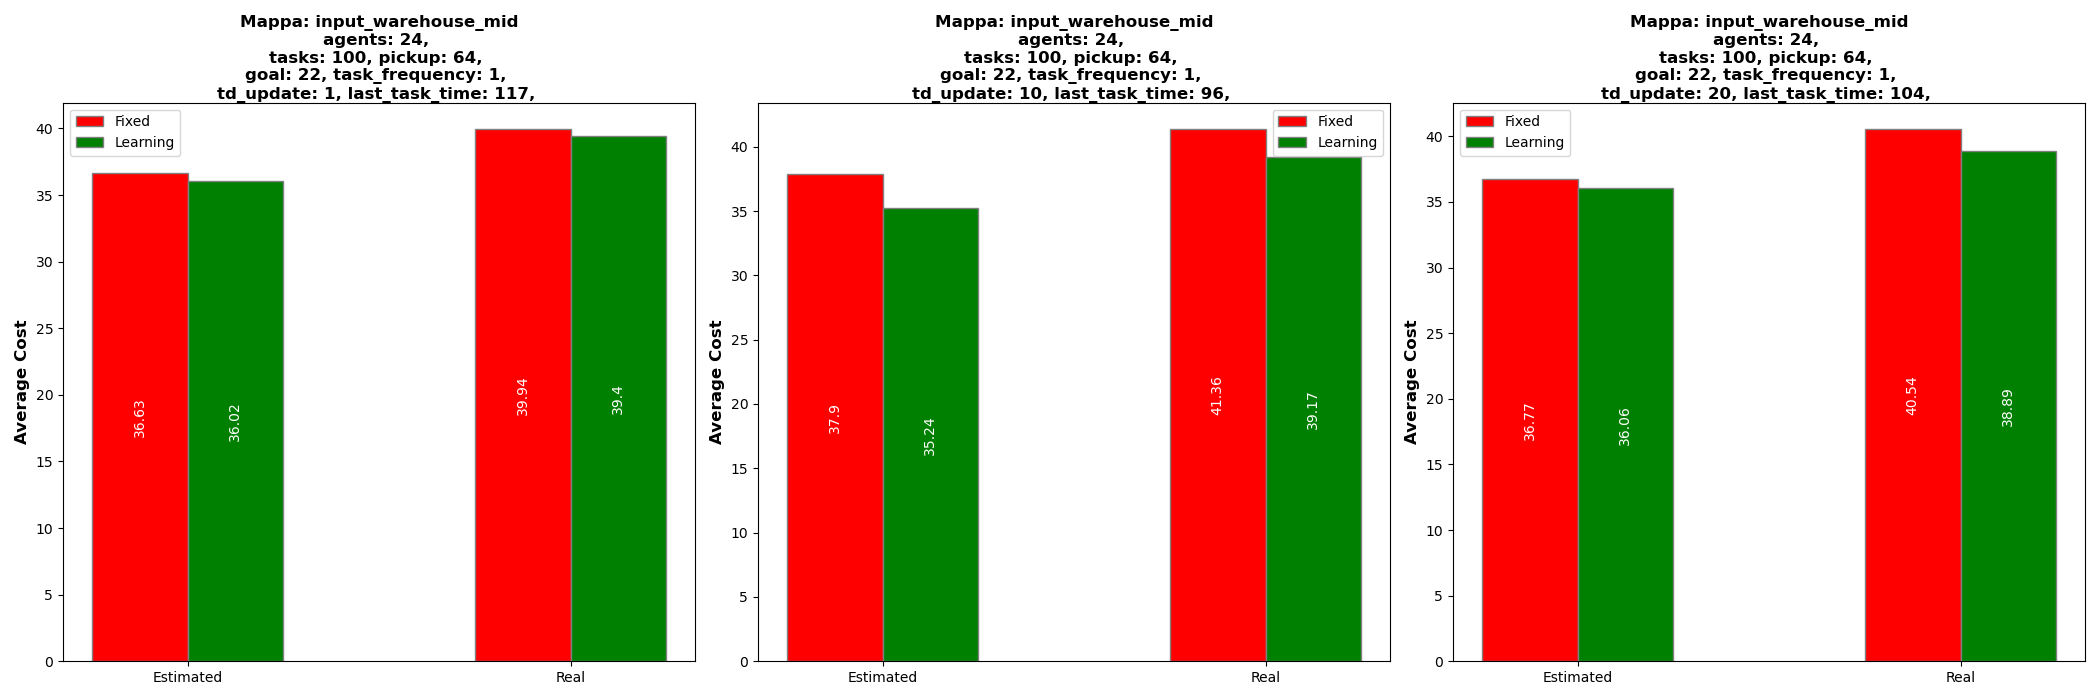 Mappa: input_warehouse_mid
agents: 24,
tasks: 100, pickup: 64,
goal: 22, task_frequency: 1,
td_update: 1, last_task_time: 117,
Fixed
Learning
Average Cost
40
35
30
25
20
15
10
5
0
36.63
36.02
39.94
39.4
Estimated
Real
Mappa: input_warehouse_mid
agents: 24,
tasks: 100, pickup: 64,
goal: 22, task_frequency: 1,
td_update: 10, last_task_time: 96,
Fixed
Learning
Average Cost
40
35
30
25
20
15
10
5
0
37.9
35.24
41.36
39.17
Estimated
Real
Mappa: input_warehouse_mid
agents: 24,
tasks: 100, pickup: 64,
goal: 22, task_frequency: 1,
td_update: 20, last_task_time: 104,
Fixed
Learning
Average Cost
40
35
30
25
20
15
10
5
0
36.77
36.06
40.54
38.89
Estimated
Real